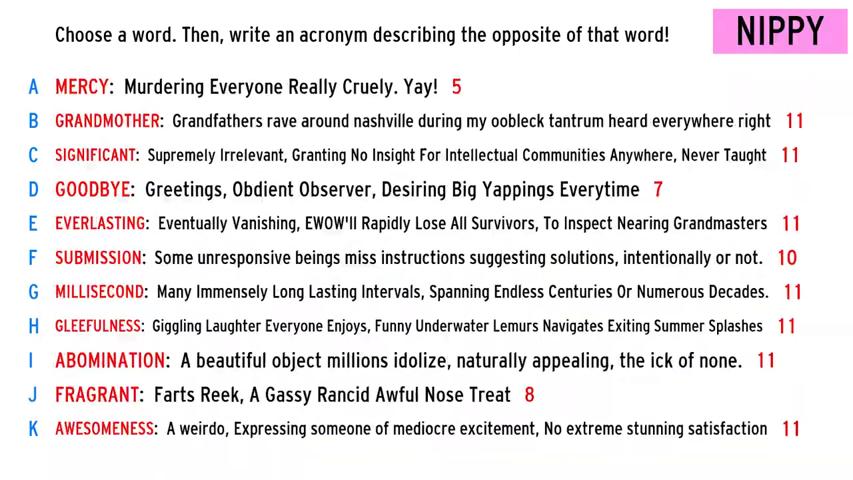 Choose a word. Then, write an acronym describing the opposite of that word!
NIPPY
A MERCY: Murdering Everyone Really Cruely. Yay! 5
B GRANDMOTHER: Grandfathers rave around nashville during my oobleck tantrum heard everywhere right 11
C SIGNIFICANT: Supremely Irrelevant, Granting No Insight For Intellectual Communities Anywhere, Never Taught 11
D GOODBYE: Greetings, Obdient Observer, Desiring Big Yappings Everytime 7
E EVERLASTING: Eventually Vanishing, EWOW'll Rapidly Lose All Survivors, To Inspect Nearing Grandmasters 11
F SUBMISSION: Some unresponsive beings miss instructions suggesting solutions, intentionally or not. 10
G MILLISECOND: Many Immensely Long Lasting Intervals, Spanning Endless Centuries Or Numerous Decades. 11
H GLEEFULNESS: Giggling Laughter Everyone Enjoys, Funny Underwater Lemurs Navigates Exiting Summer Splashes 11
I ABOMINATION: A beautiful object millions idolize, naturally appealing, the ick of none. 11
J FRAGRANT: Farts Reek, A Gassy Rancid Awful Nose Treat 8
K AWESOMENESS: A weirdo, Expressing someone of mediocre excitement, No extreme stunning satisfaction 11